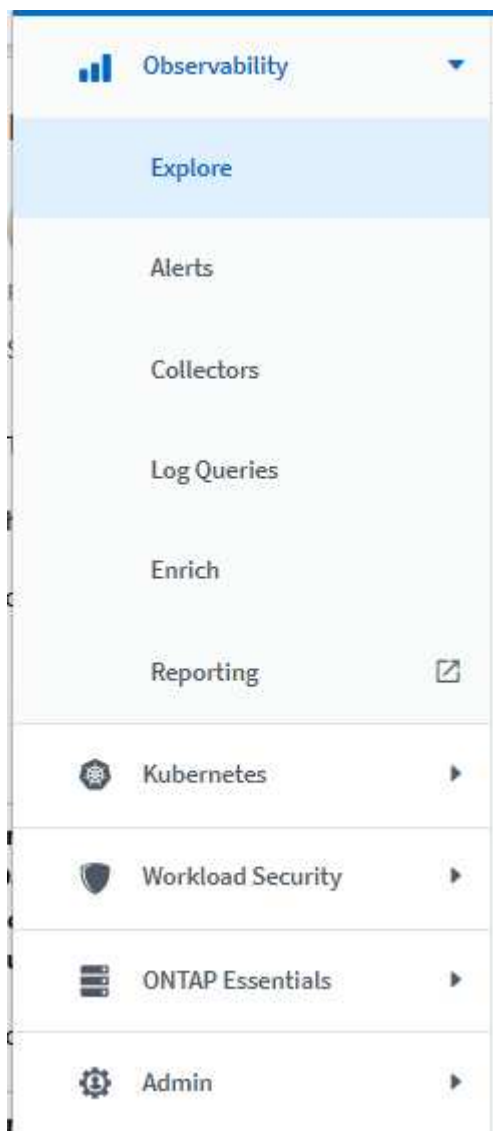 Observability
Explore
Alerts
Collectors
Log Queries
Enrich
Reporting
Kubernetes
Workload Security
ONTAP Essentials
Admin